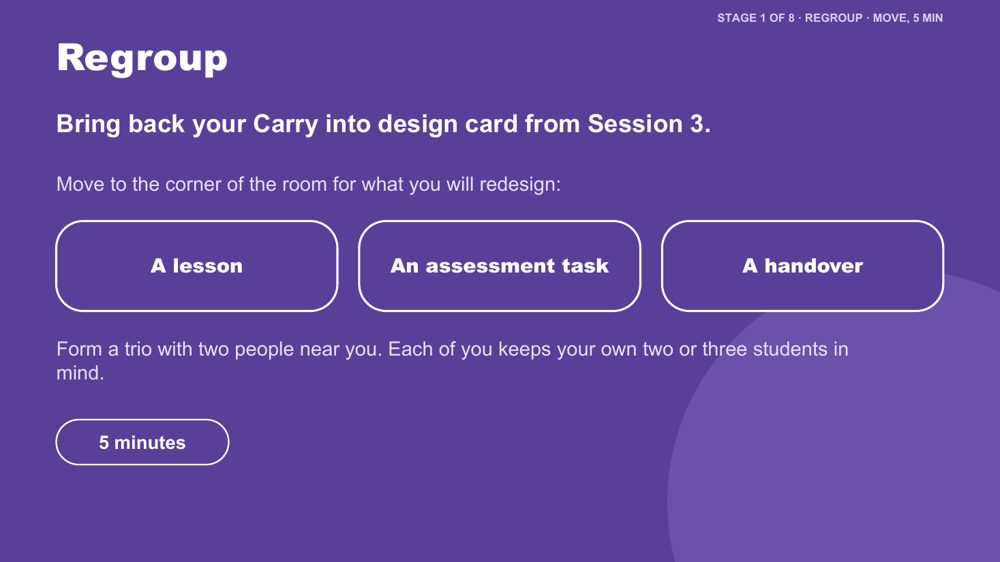 STAGE 1 OF 8 · REGROUP · MOVE, 5 MIN
Regroup
Bring back your Carry into design card from Session 3.
Move to the corner of the room for what you will redesign:
A lesson
An assessment task
A handover
Form a trio with two people near you. Each of you keeps your own two or three students in
mind.
5 minutes